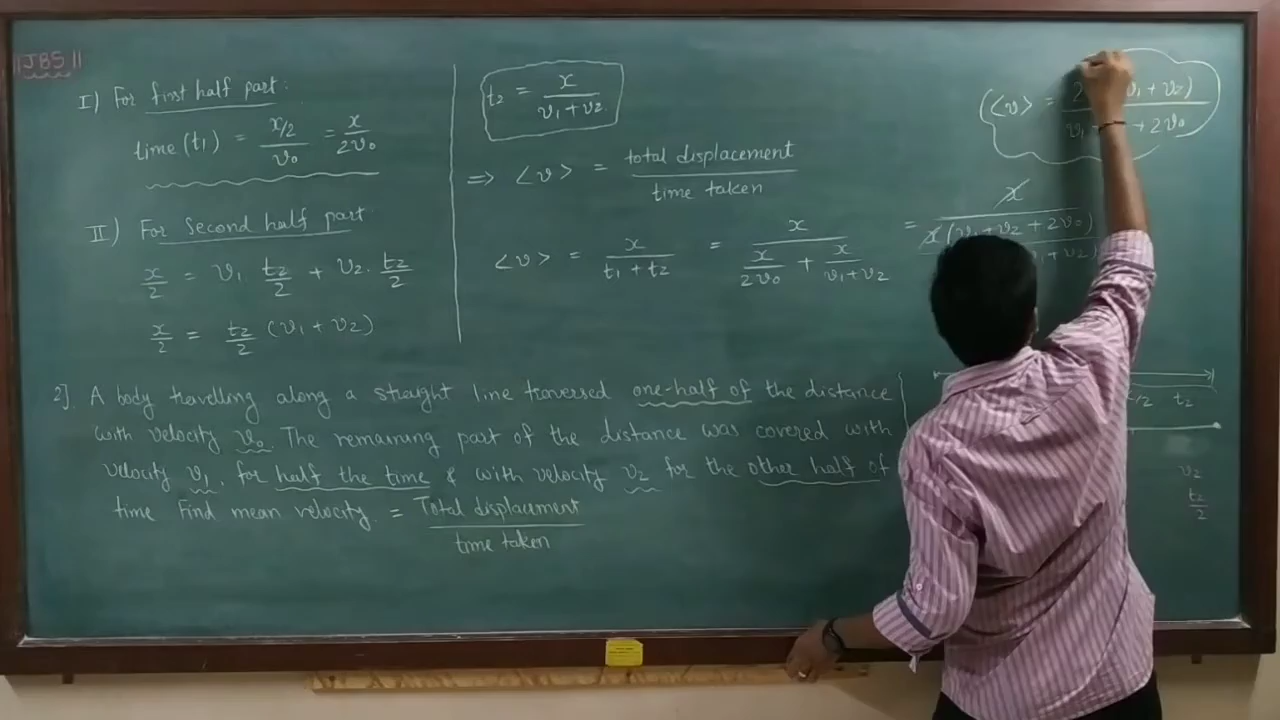 ||JBS||
I) For first half part:
time (t₁) = x/2 / v₀ = x / 2v₀
II) For Second half part
x/2 = v₁ t₂/2 + v₂ . t₂/2
x/2 = t₂/2 (v₁ + v₂)
t₂ = x / v₁ + v₂
⇒ <v> = total displacement / time taken
<v> = x / t₁ + t₂ = x / x/2v₀ + x/v₁+v₂ = x / x(v₁ + v₂ + 2v₀)
v₁ + v₂)
<v> = 2 v₁ + v₂) / v₁ + 2v₀
2]. A body travelling along a straight line traversed one-half of the distance
with velocity v₀. The remaining part of the distance was covered with
velocity v₁, for half the time & with velocity v₂ for the other half of
time Find mean velocity. = Total displacement / time taken
x/2 t₂
v₂
t₂/2